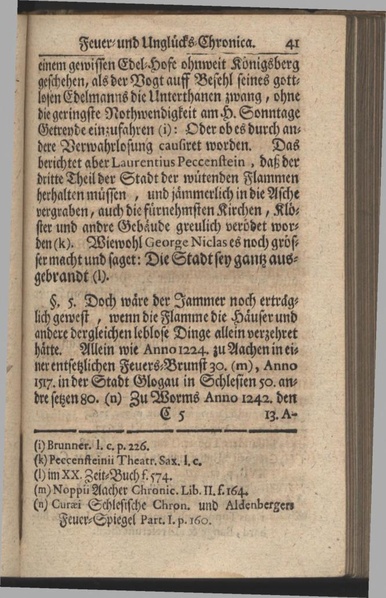 Feuer- und Unglücks-Chronica. 41
einem gewissen Edel-Hofe ohnweit Königsberg
geschehen, als der Vogt auff Befehl seines gott-
losen Edelmanns die Unterthanen zwang, ohne
die geringste Nothwendigkeit am H. Sonntage
Getreyde einzufahren (i): Oder ob es durch an-
dere Verwahrlosung causiret worden. Das
berichtet aber Laurentius Peccenstein, daß der
dritte Theil der Stadt der wütenden Flammen
herhalten müssen, und jämmerlich in die Asche
vergraben, auch die fürnehmsten Kirchen, Klö-
ster und andre Gebäude greulich verödet wor-
den (k). Wiewohl George Niclas es noch gröſ-
ser macht und saget: Die Stadt sey gantz aus-
gebrandt (l).
§. 5. Doch wäre der Jammer noch erträg-
lich gewest, wenn die Flamme die Häuser und
andere dergleichen leblose Dinge allein verzehret
hätte. Allein wie Anno 1224. zu Aachen in ei-
ner entsetzlichen Feuers-Brunst 30. (m), Anno
1517. in der Stadt Glogau in Schlesien 50. an-
dre setzen 80. (n) Zu Worms Anno 1242. den
C 5 13. A-
(i) Brunner. l. c. p. 226.
(k) Peccensteinii Theatr. Sax. l. c.
(l) im XX. Zeit-Buch f. 574.
(m) Noppii Aacher Chronic. Lib. II. f. 164.
(n) Curæi Schlesische Chron. und Aldenbergers
Feuer-Spiegel Part. I. p. 160.